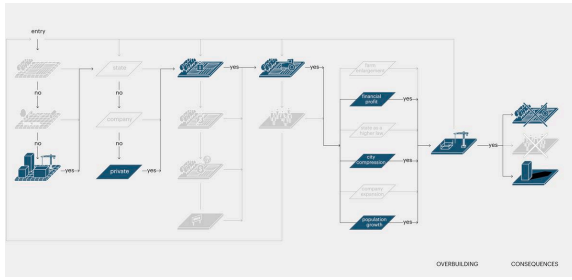 entry
state
yes
yes
no
no
financial
profit
yes
company
no
no
city
compression
yes
yes
yes
private
yes
population
growth
yes
OVERBUILDING
CONSEQUENCES